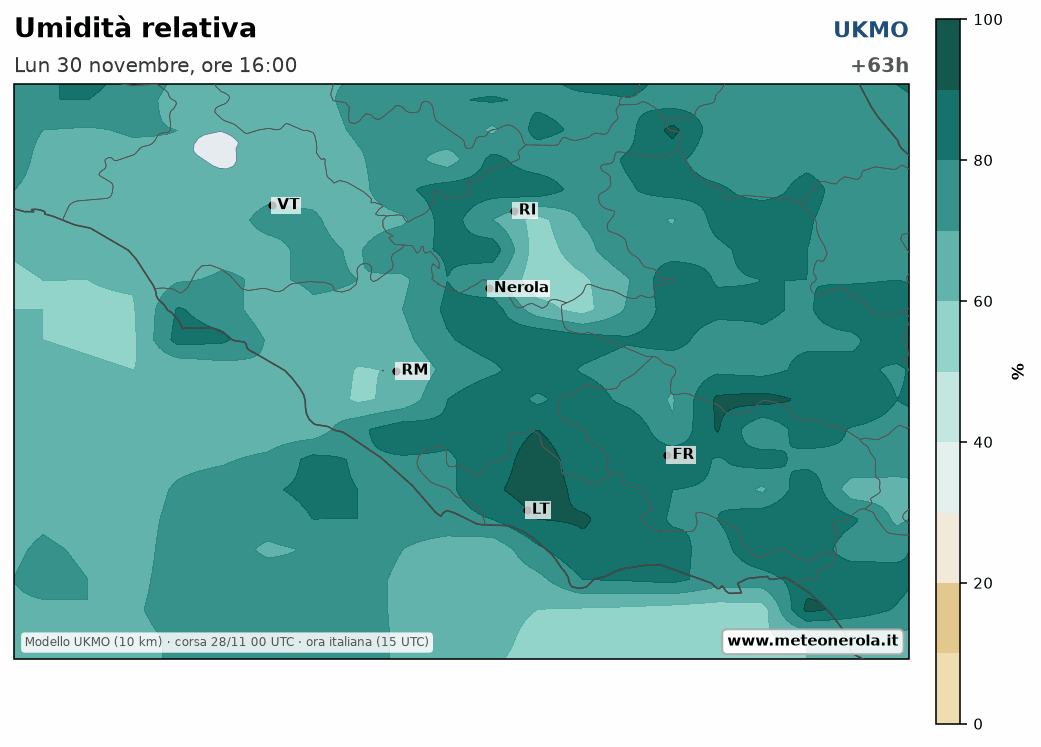 Umidità relativa
UKMO
Lun 30 novembre, ore 16:00
+63h
VT
RI
Nerola
RM
FR
LT
Modello UKMO (10 km) · corsa 28/11 00 UTC · ora italiana (15 UTC)
www.meteonerola.it
100
80
60
40
20
0
%